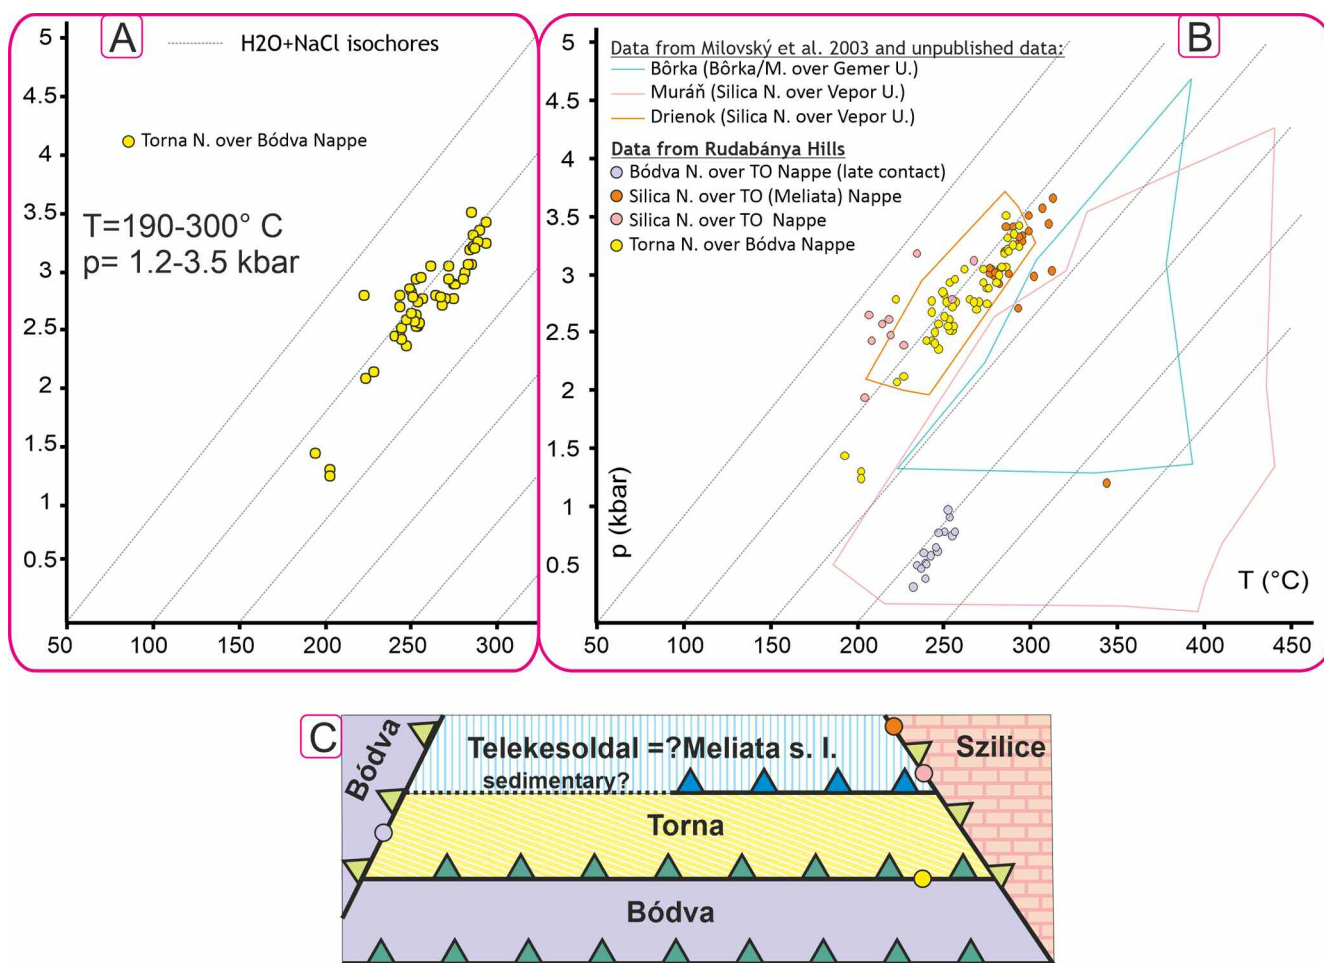 A
H2O+NaCl isochores
Torna N. over Bódva Nappe
T=190-300° C
p= 1.2-3.5 kbar
5
4.5
4
3.5
3
2.5
2
1.5
1
0.5
50
100
150
200
250
300
B
Data from Milovský et al. 2003 and unpublished data:
Bôrka (Bôrka/M. over Gemer U.)
Muráň (Silica N. over Vepor U.)
Drienok (Silica N. over Vepor U.)
Data from Rudabánya Hills
Bódva N. over TO Nappe (late contact)
Silica N. over TO (Meliata) Nappe
Silica N. over TO Nappe
Torna N. over Bódva Nappe
5
4.5
4
3.5
3
2.5
2
1.5
1
0.5
p (kbar)
T (°C)
50
100
150
200
250
300
350
400
450
C
Bódva
Telekesoldal =?Meliata s. l.
sedimentary?
Szilice
Torna
Bódva